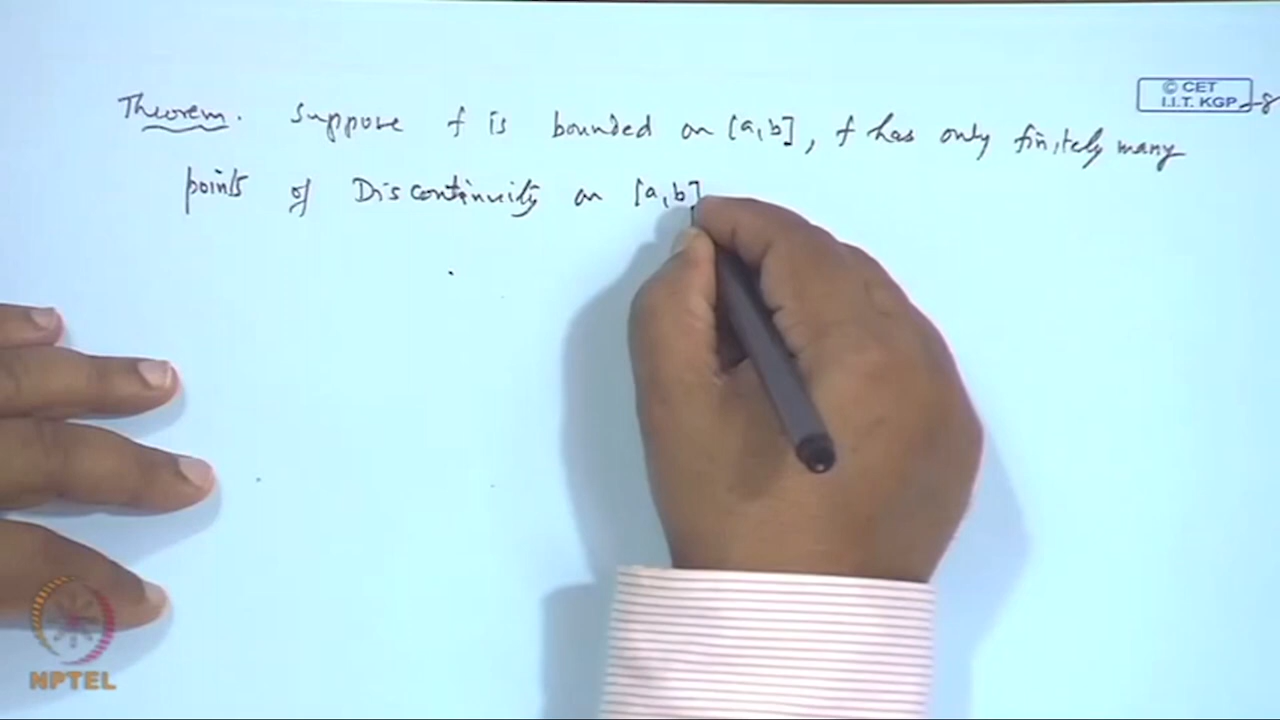 Theorem. Suppose f is bounded on [a,b], f has only finitely many
points of Discontinuity on [a,b]
© CET
I.I.T. KGP
NPTEL